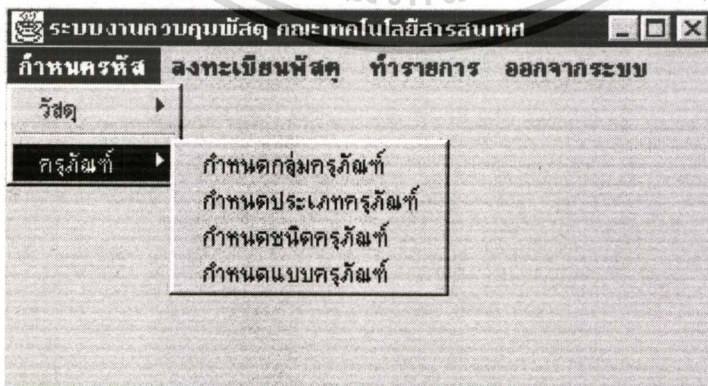 ระบบงานควบคุมพัสดุ คณะเทคโนโลยีสารสนเทศ
กำหนดรหัส ลงทะเบียนพัสดุ ทำรายการ ออกจากระบบ
วัสดุ
ครุภัณฑ์
กำหนดกลุ่มครุภัณฑ์
กำหนดประเภทครุภัณฑ์
กำหนดชนิดครุภัณฑ์
กำหนดแบบครุภัณฑ์